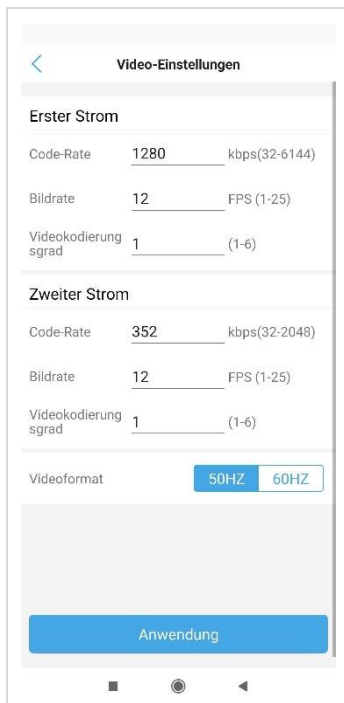 Video-Einstellungen
Erster Strom
Code-Rate 1280 kbps(32-6144)
Bildrate 12 FPS (1-25)
Videokodierung
sgrad 1 (1-6)
Zweiter Strom
Code-Rate 352 kbps(32-2048)
Bildrate 12 FPS (1-25)
Videokodierung
sgrad 1 (1-6)
Videoformat 50HZ 60HZ
Anwendung